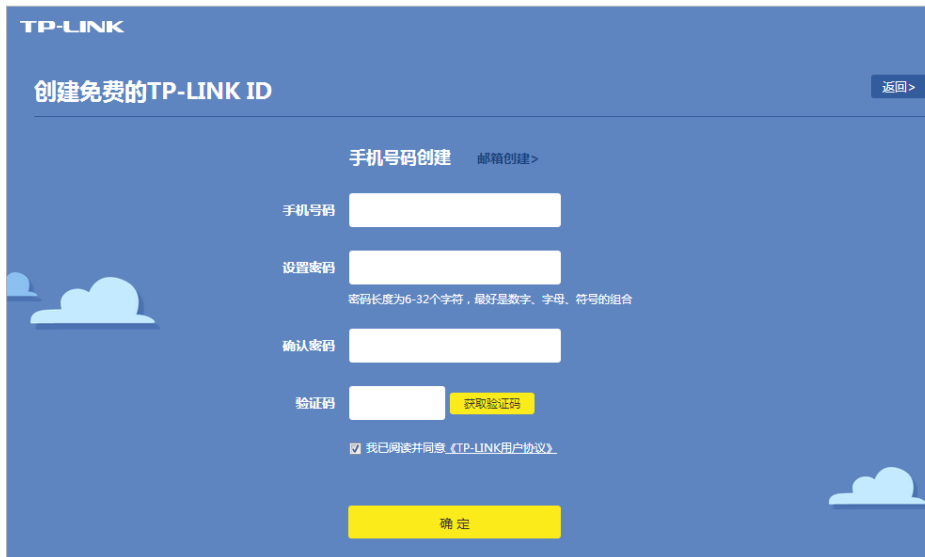 TP-LINK
创建免费的TP-LINK ID
返回>
手机号码创建 邮箱创建>
手机号码
设置密码
密码长度为6-32个字符，最好是数字、字母、符号的组合
确认密码
验证码 获取验证码
我已阅读并同意《TP-LINK用户协议》
确 定